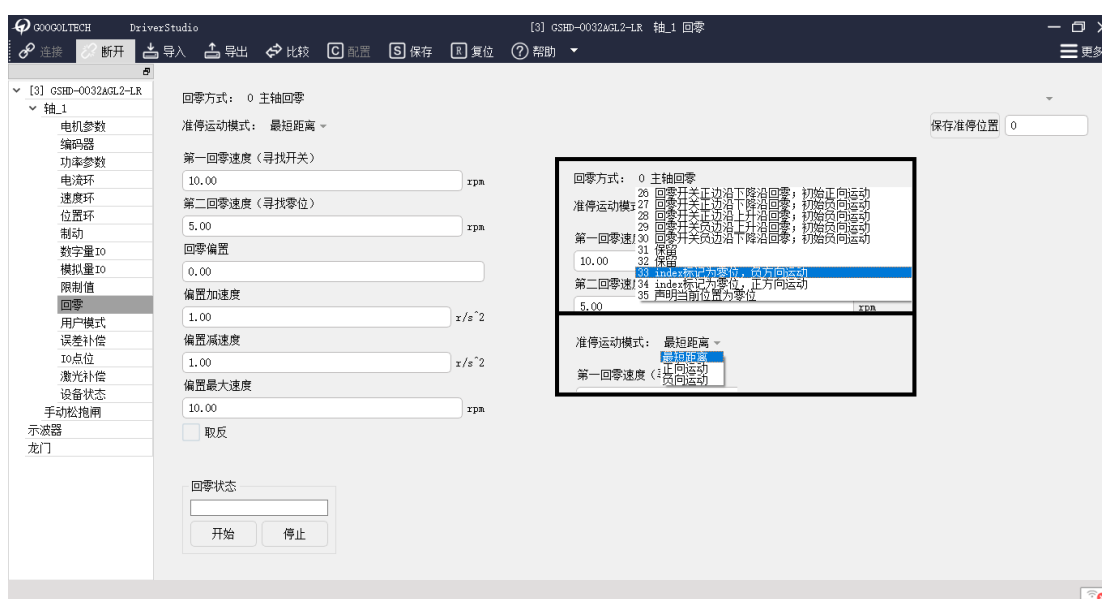 GOOGOLTECH DriverStudio [3] GSHD-0032AGL2-LR 轴_1 回零
连接 断开 导入 导出 比较 C 配置 S 保存 R 复位 ? 帮助 更多
[3] GSHD-0032AGL2-LR
轴_1
电机参数
编码器
功率参数
电流环
速度环
位置环
制动
数字量IO
模拟量IO
限制值
回零
用户模式
误差补偿
IO点位
激光补偿
设备状态
手动松抱闸
示波器
龙门
回零方式： 0 主轴回零
准停运动模式： 最短距离
保存准停位置 0
第一回零速度（寻找开关）
10.00 rpm
第二回零速度（寻找零位）
5.00 rpm
回零偏置
0.00
偏置加速度
1.00 r/s^2
偏置减速度
1.00 r/s^2
偏置最大速度
10.00 rpm
取反
回零状态
开始 停止
回零方式： 0 主轴回零
准停运动模
第一回零速
10.00
第二回零速
5.00 rpm
26 回零开关正边沿下降沿回零；初始正向运动
27 回零开关正边沿下降沿回零；初始负向运动
28 回零开关正边沿上升沿回零；初始负向运动
29 回零开关负边沿上升沿回零；初始负向运动
30 回零开关负边沿下降沿回零；初始负向运动
31 保留
32 保留
33 index标记为零位，负方向运动
34 index标记为零位，正方向运动
35 声明当前位置为零位
准停运动模式： 最短距离
最短距离
正向运动
负向运动
第一回零速度（